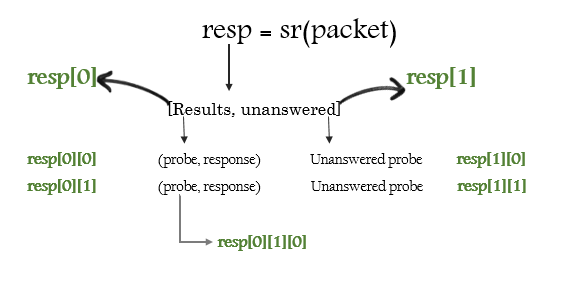 resp = sr(packet)
resp[0] resp[1]
[Results, unanswered]
resp[0][0] (probe, response) Unanswered probe resp[1][0]
resp[0][1] (probe, response) Unanswered probe resp[1][1]
resp[0][1][0]